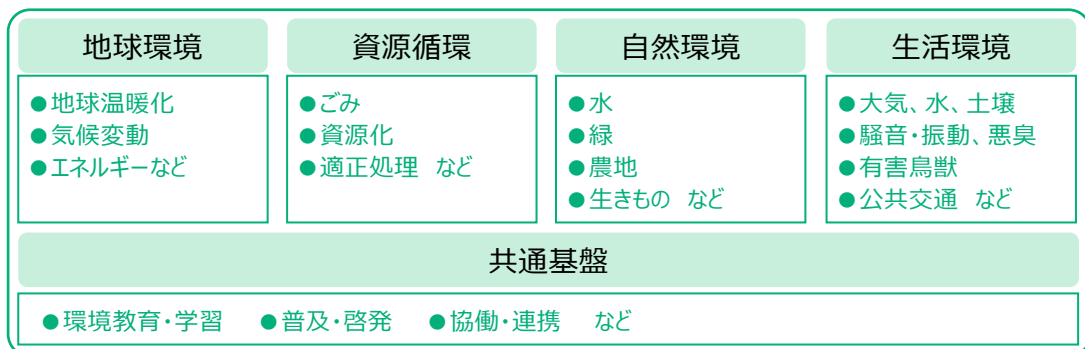 地球環境
●地球温暖化
●気候変動
●エネルギーなど
資源循環
●ごみ
●資源化
●適正処理 など
自然環境
●水
●緑
●農地
●生きもの など
生活環境
●大気、水、土壌
●騒音・振動、悪臭
●有害鳥獣
●公共交通 など
共通基盤
●環境教育・学習 ●普及・啓発 ●協働・連携 など